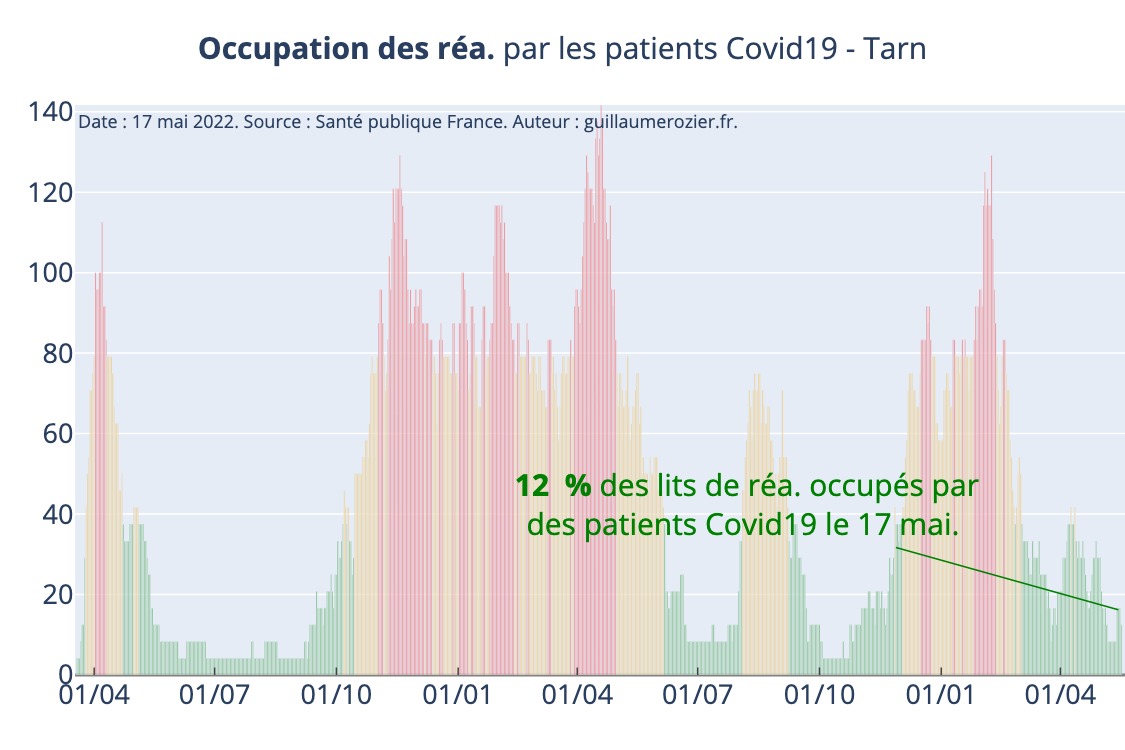 Occupation des réa. par les patients Covid19 - Tarn
140
Date : 17 mai 2022. Source : Santé publique France. Auteur : guillaumerozier.fr.
120
100
80
60
12 % des lits de réa. occupés par
des patients Covid19 le 17 mai.
40
20
0
01/04 01/07 01/10 01/01 01/04 01/07 01/10 01/01 01/04